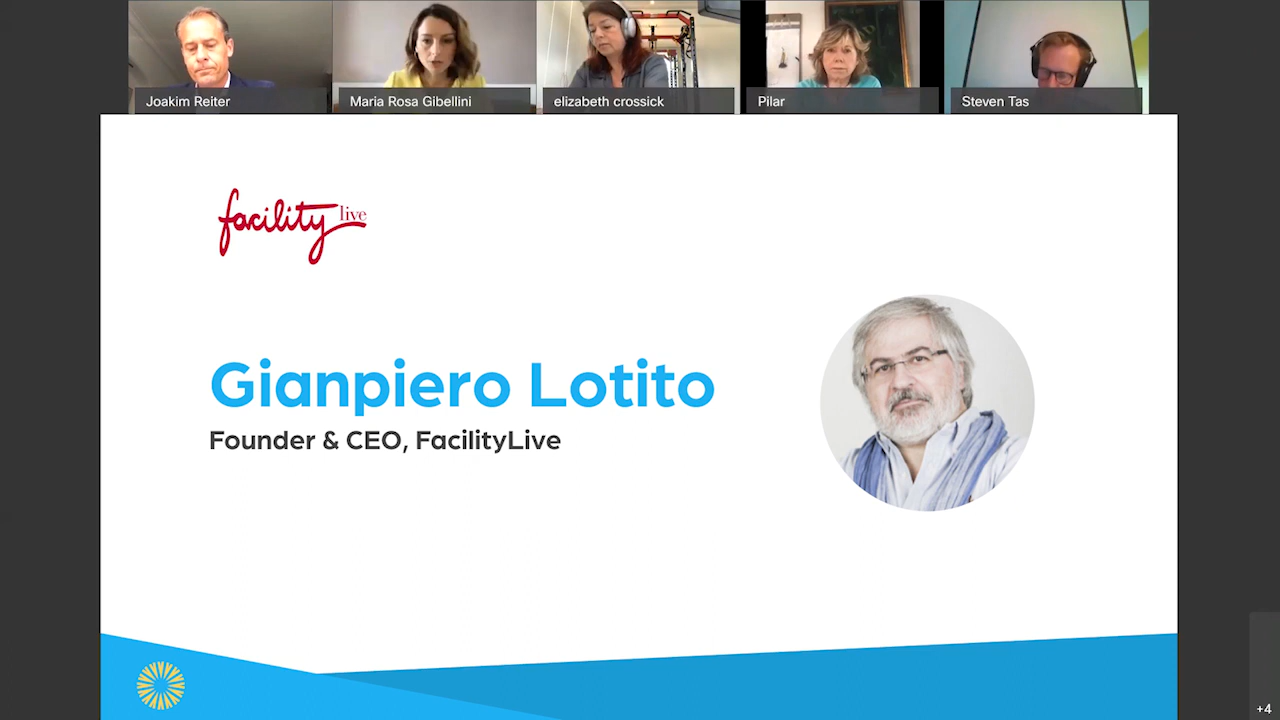 Joakim Reiter
Maria Rosa Gibellini
elizabeth crossick
Pilar
Steven Tas
facility live
Gianpiero Lotito
Founder & CEO, FacilityLive
+4